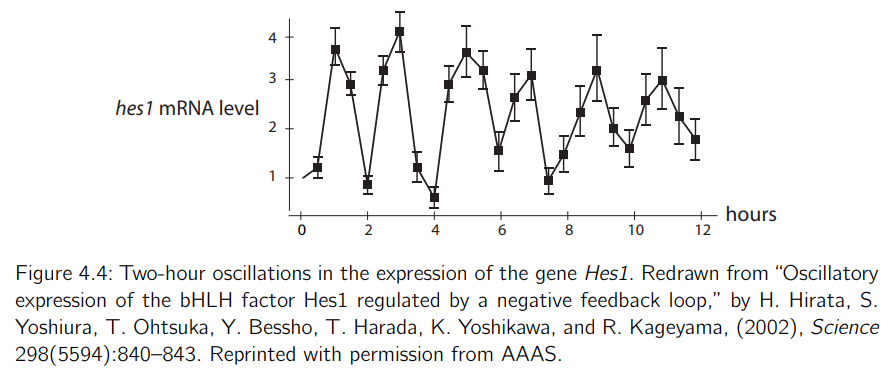 4
3
hes1 mRNA level
2
1
hours
0 2 4 6 8 10 12
Figure 4.4: Two-hour oscillations in the expression of the gene Hes1. Redrawn from “Oscillatory
expression of the bHLH factor Hes1 regulated by a negative feedback loop,” by H. Hirata, S.
Yoshiura, T. Ohtsuka, Y. Bessho, T. Harada, K. Yoshikawa, and R. Kageyama, (2002), Science
298(5594):840–843. Reprinted with permission from AAAS.